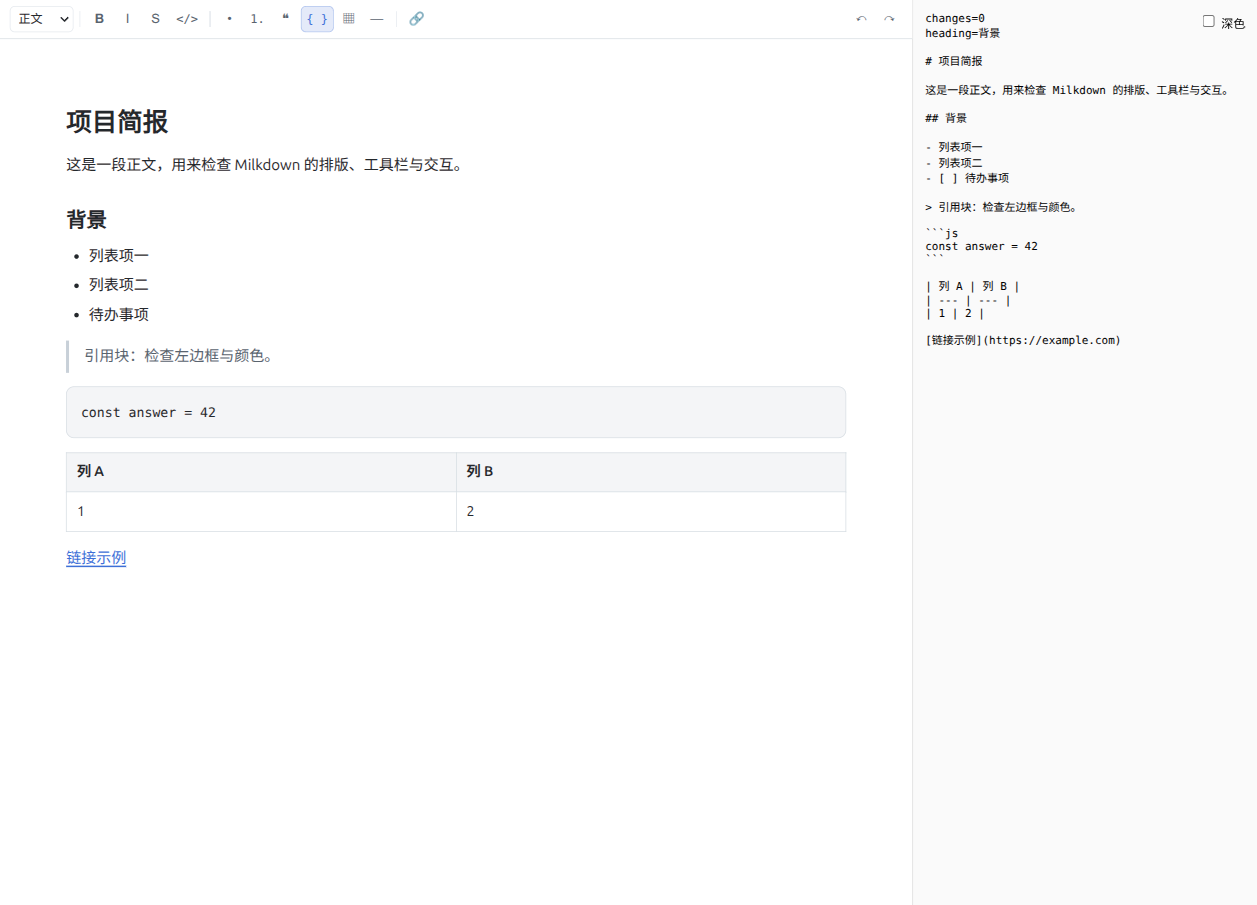 正文 B I S </> • 1. ❝ { } ▦ — 🔗 ↶ ↷
项目简报
这是一段正文，用来检查 Milkdown 的排版、工具栏与交互。
背景
• 列表项一
• 列表项二
• 待办事项
引用块：检查左边框与颜色。
const answer = 42
列 A 列 B
1 2
链接示例
changes=0
深色
heading=背景
# 项目简报
这是一段正文，用来检查 Milkdown 的排版、工具栏与交互。
## 背景
- 列表项一
- 列表项二
- [ ] 待办事项
> 引用块：检查左边框与颜色。
```js
const answer = 42
```
| 列 A | 列 B |
| --- | --- |
| 1 | 2 |
[链接示例](https://example.com)